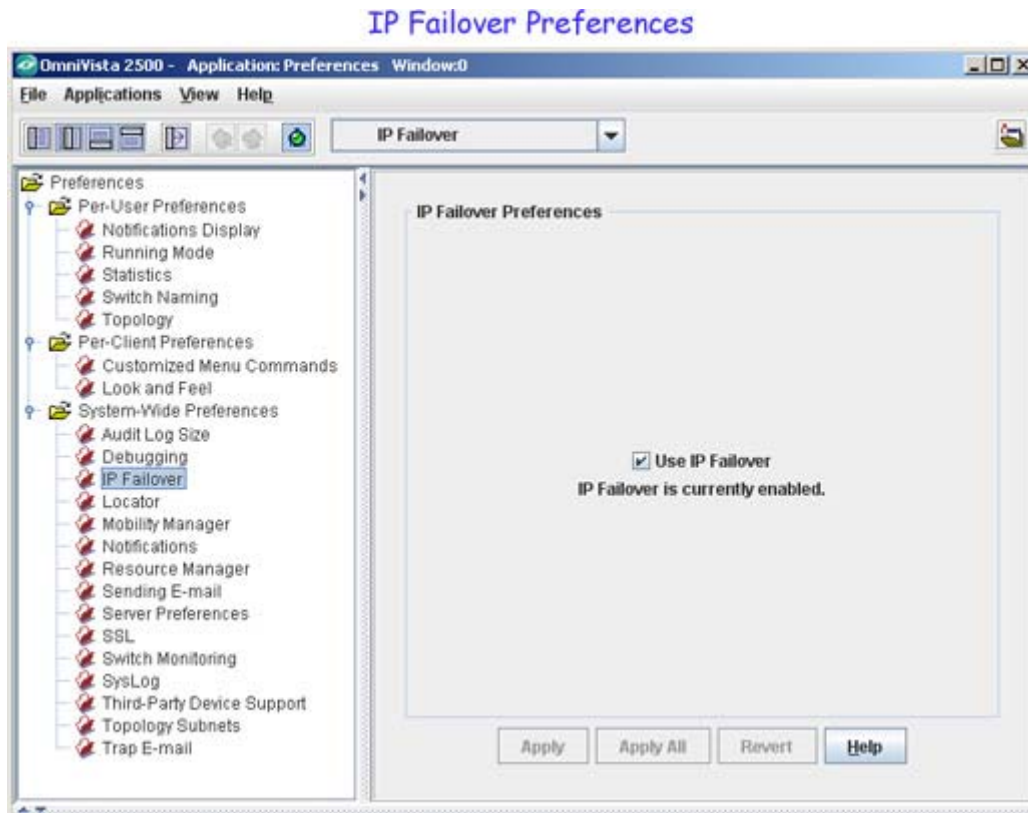 IP Failover Preferences
OmniVista 2500 - Application: Preferences Window:0
File Applications View Help
IP Failover
Preferences
Per-User Preferences
Notifications Display
Running Mode
Statistics
Switch Naming
Topology
Per-Client Preferences
Customized Menu Commands
Look and Feel
System-Wide Preferences
Audit Log Size
Debugging
IP Failover
Locator
Mobility Manager
Notifications
Resource Manager
Sending E-mail
Server Preferences
SSL
Switch Monitoring
SysLog
Third-Party Device Support
Topology Subnets
Trap E-mail
IP Failover Preferences
Use IP Failover
IP Failover is currently enabled.
Apply Apply All Revert Help